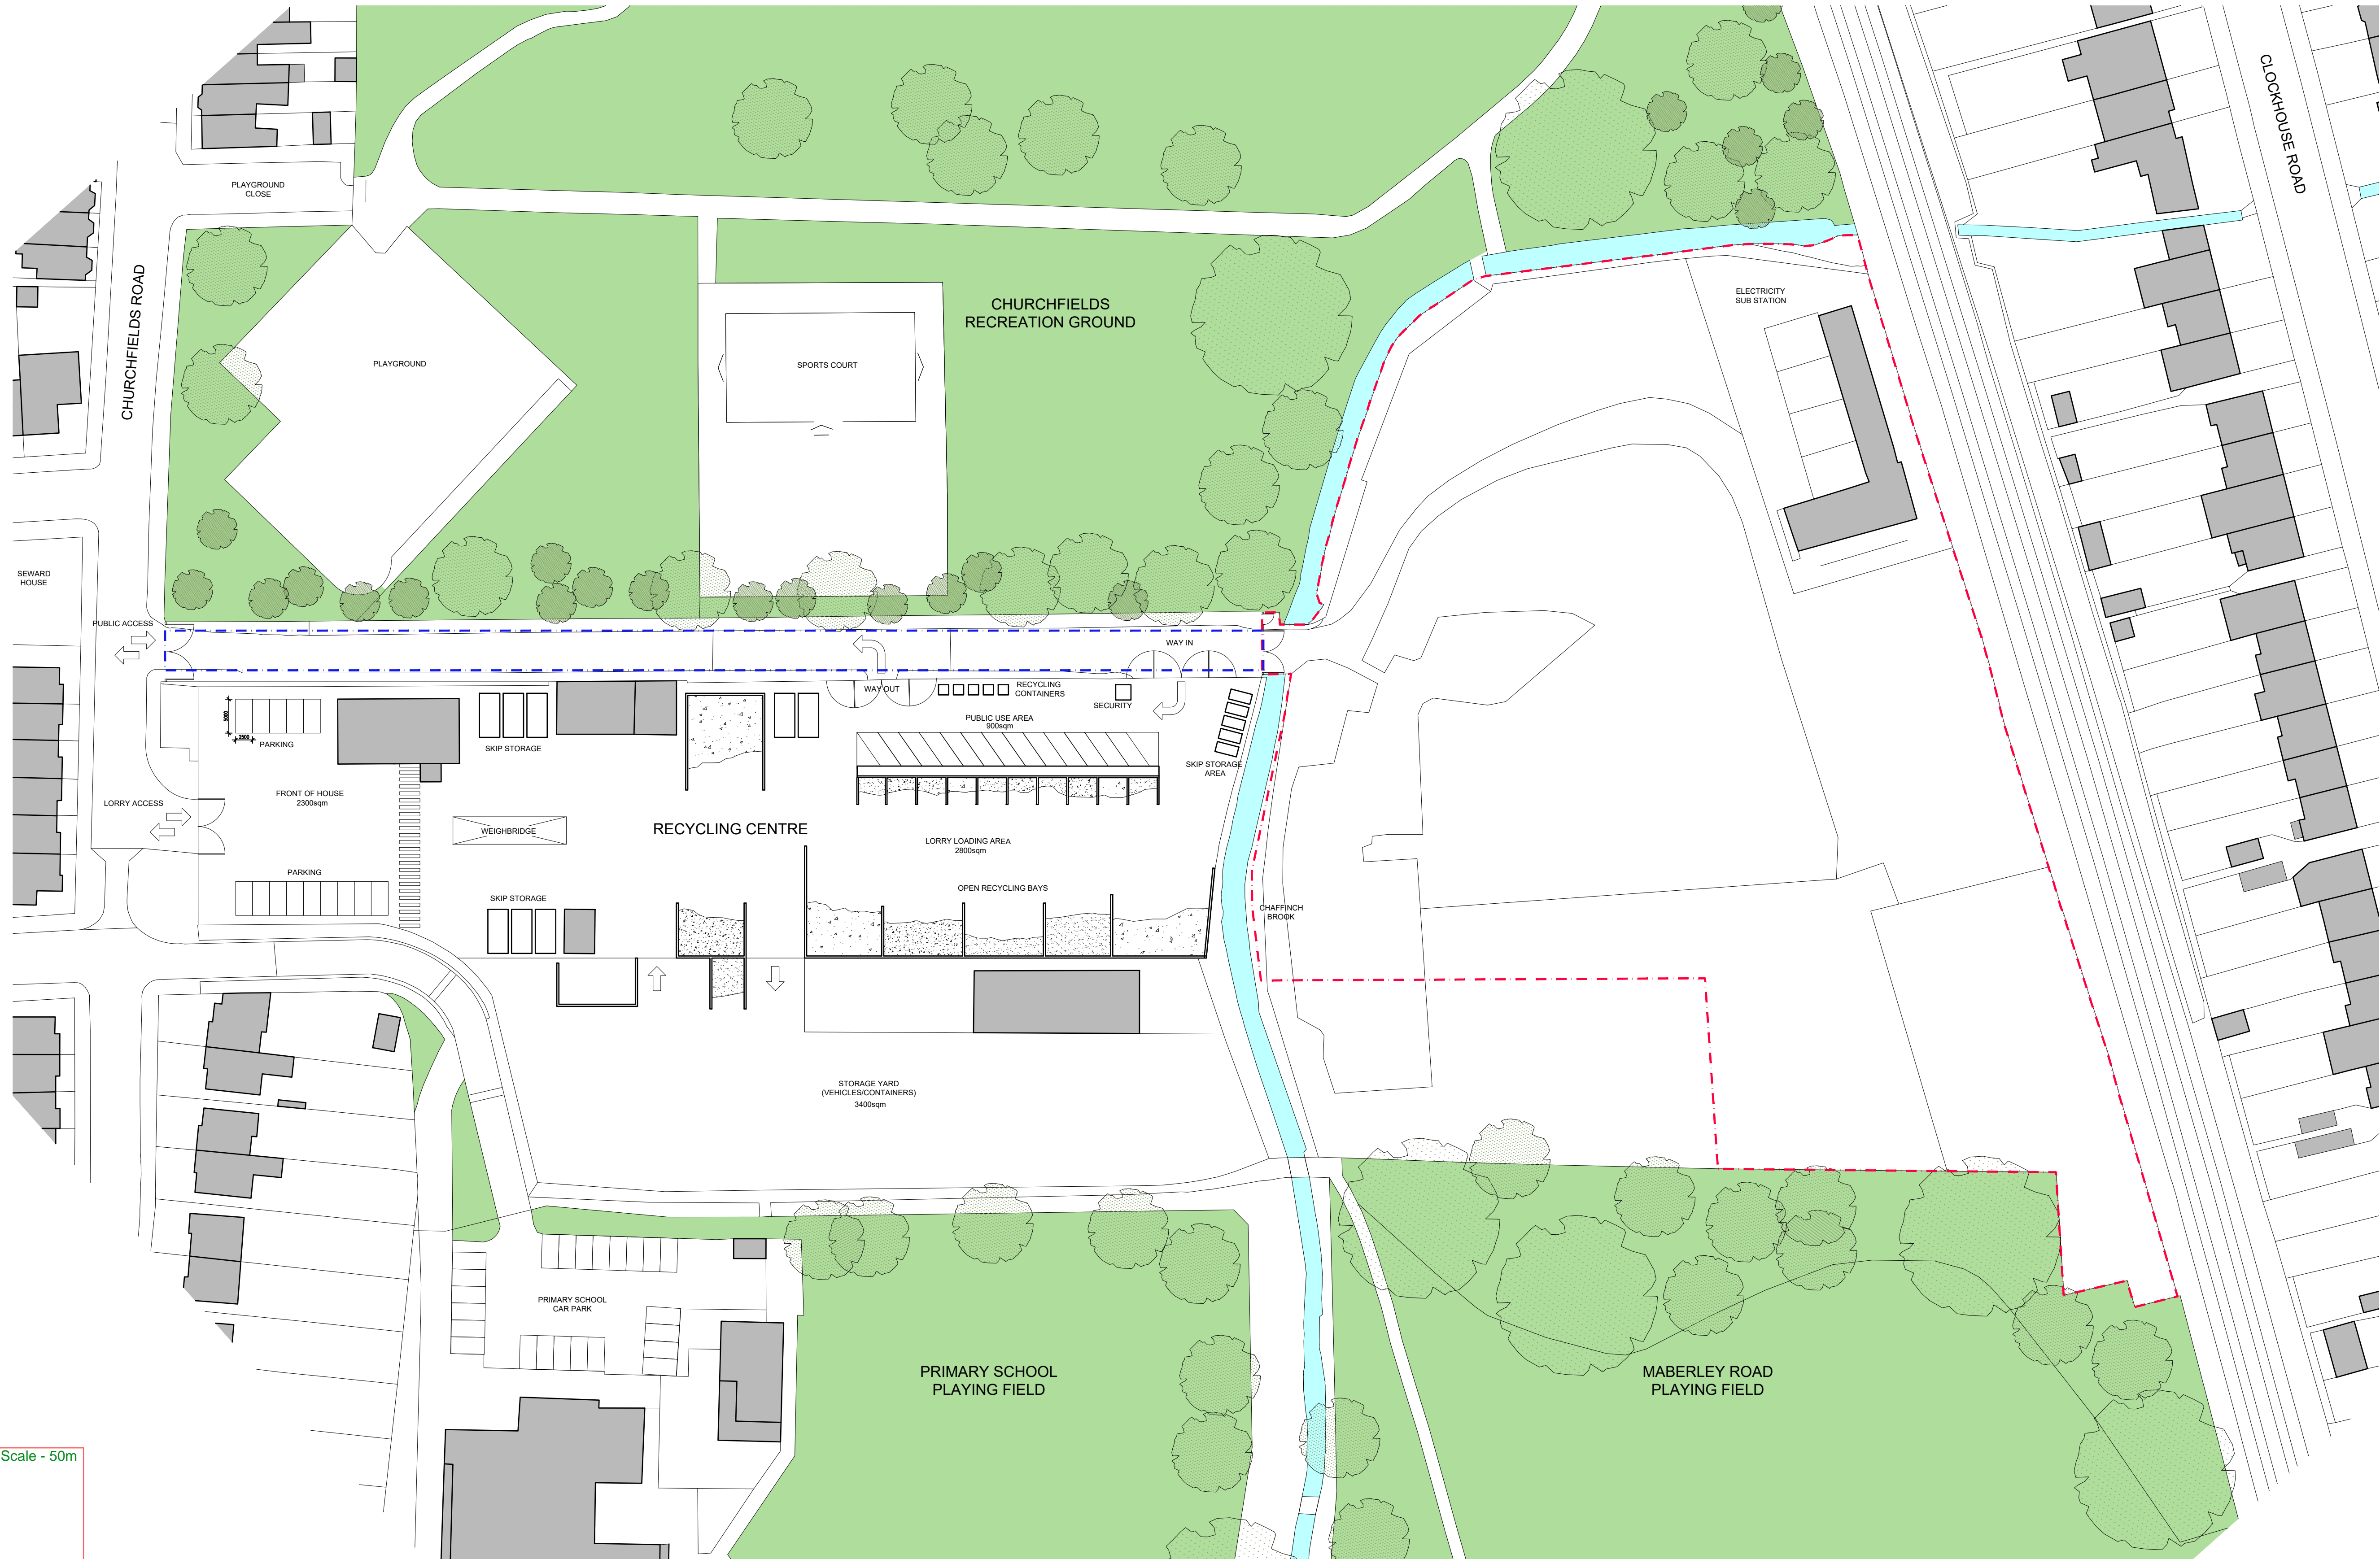 CLOCKHOUSE ROAD
PLAYGROUND
CLOSE
CHURCHFIELDS ROAD
ELECTRICITY
SUB STATION
CHURCHFIELDS
RECREATION GROUND
PLAYGROUND
SPORTS COURT
SEWARD
HOUSE
PUBLIC ACCESS
WAY IN
WAY OUT
RECYCLING
CONTAINERS
SECURITY
5000
2500
PARKING
SKIP STORAGE
PUBLIC USE AREA
900sqm
SKIP STORAGE
AREA
FRONT OF HOUSE
2300sqm
LORRY ACCESS
WEIGHBRIDGE
RECYCLING CENTRE
LORRY LOADING AREA
2800sqm
PARKING
OPEN RECYCLING BAYS
SKIP STORAGE
CHAFFINCH
BROOK
STORAGE YARD
(VEHICLES/CONTAINERS)
3400sqm
PRIMARY SCHOOL
CAR PARK
PRIMARY SCHOOL
PLAYING FIELD
MABERLEY ROAD
PLAYING FIELD
Scale - 50m